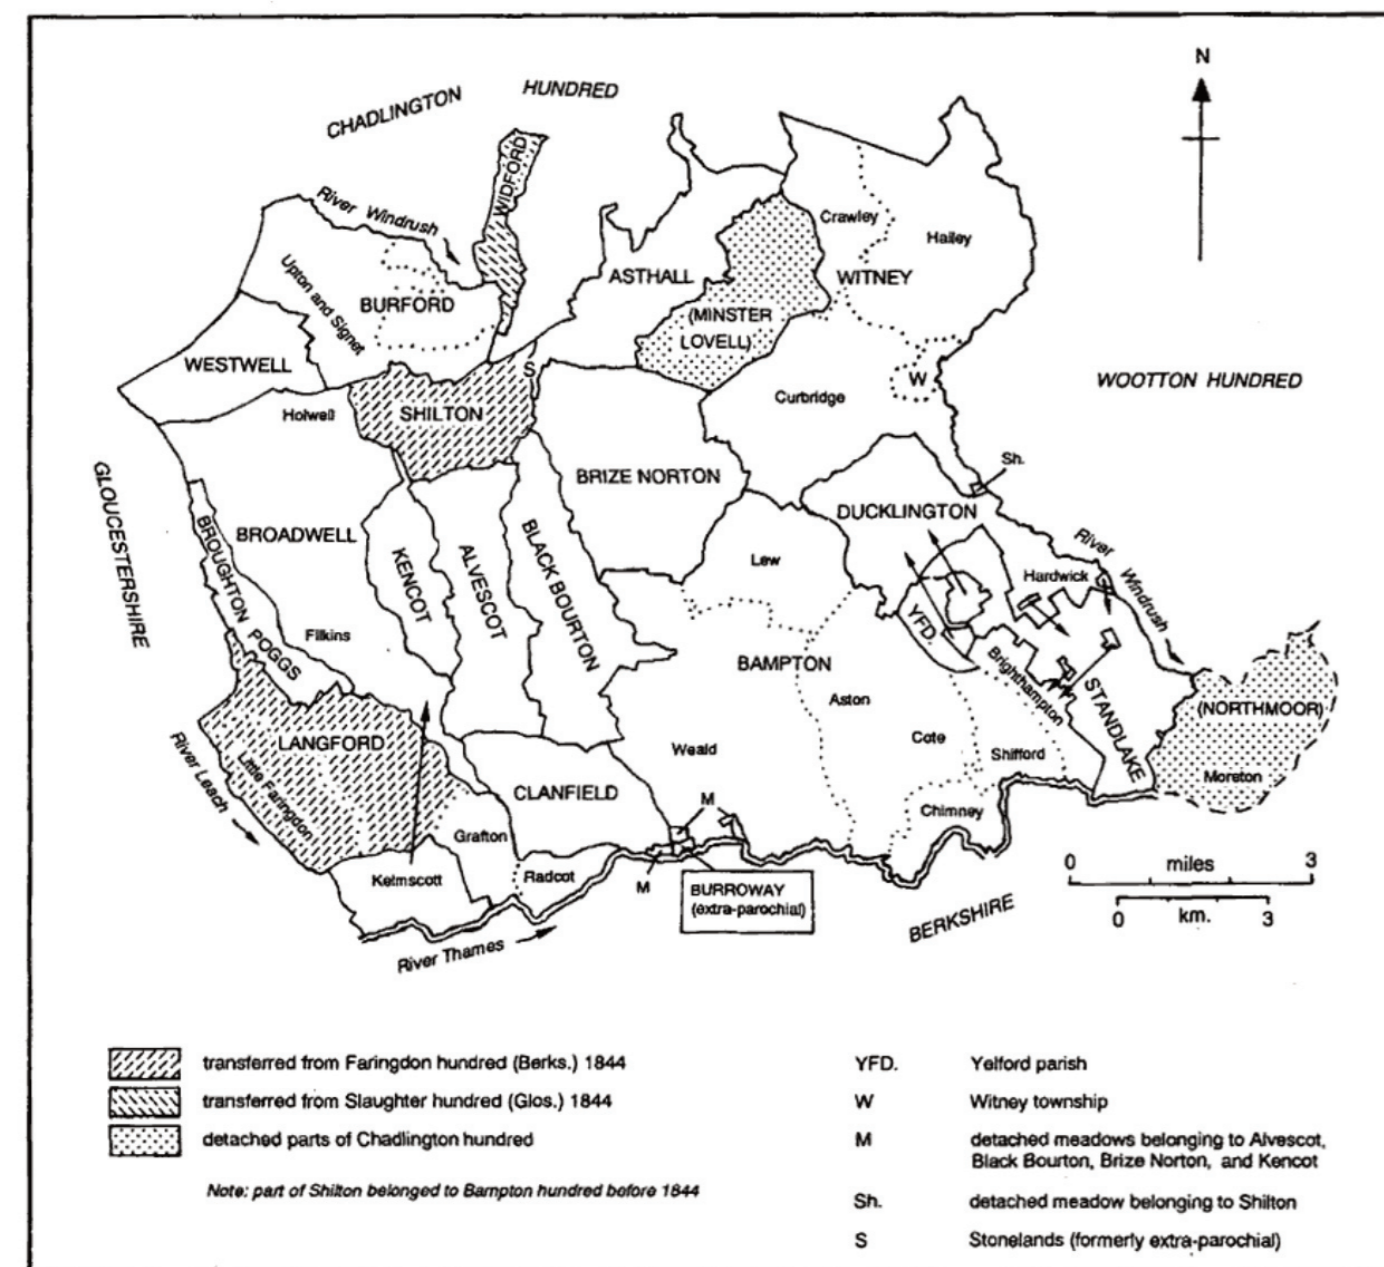 N
CHADLINGTON HUNDRED
WIDFORD
River Windrush
Crawley
Hailey
ASTHALL
WITNEY
Upton and Signet
BURFORD
(MINSTER
LOVELL)
WESTWELL
S
W
WOOTTON HUNDRED
Curbridge
Holwell
SHILTON
Sh.
GLOUCESTERSHIRE
BRIZE NORTON
DUCKLINGTON
BROUGHTON POGGS
BROADWELL
KENCOT
ALVESCOT
BLACK BOURTON
Lew
River Windrush
Hardwick
YFD.
Filkins
BAMPTON
Brighthampton
Aston
STANDLAKE
(NORTHMOOR)
LANGFORD
River Leach
Little Faringdon
Weald
Cote
Shifford
Moreton
CLANFIELD
M
Chimney
Grafton
Kelmscott
Radcot
M
BURROWAY
(extra-parochial)
0 miles 3
0 km. 3
BERKSHIRE
River Thames
transferred from Faringdon hundred (Berks.) 1844
transferred from Slaughter hundred (Glos.) 1844
detached parts of Chadlington hundred
Note: part of Shilton belonged to Bampton hundred before 1844
YFD. Yelford parish
W Witney township
M detached meadows belonging to Alvescot,
Black Bourton, Brize Norton, and Kencot
Sh. detached meadow belonging to Shilton
S Stonelands (formerly extra-parochial)